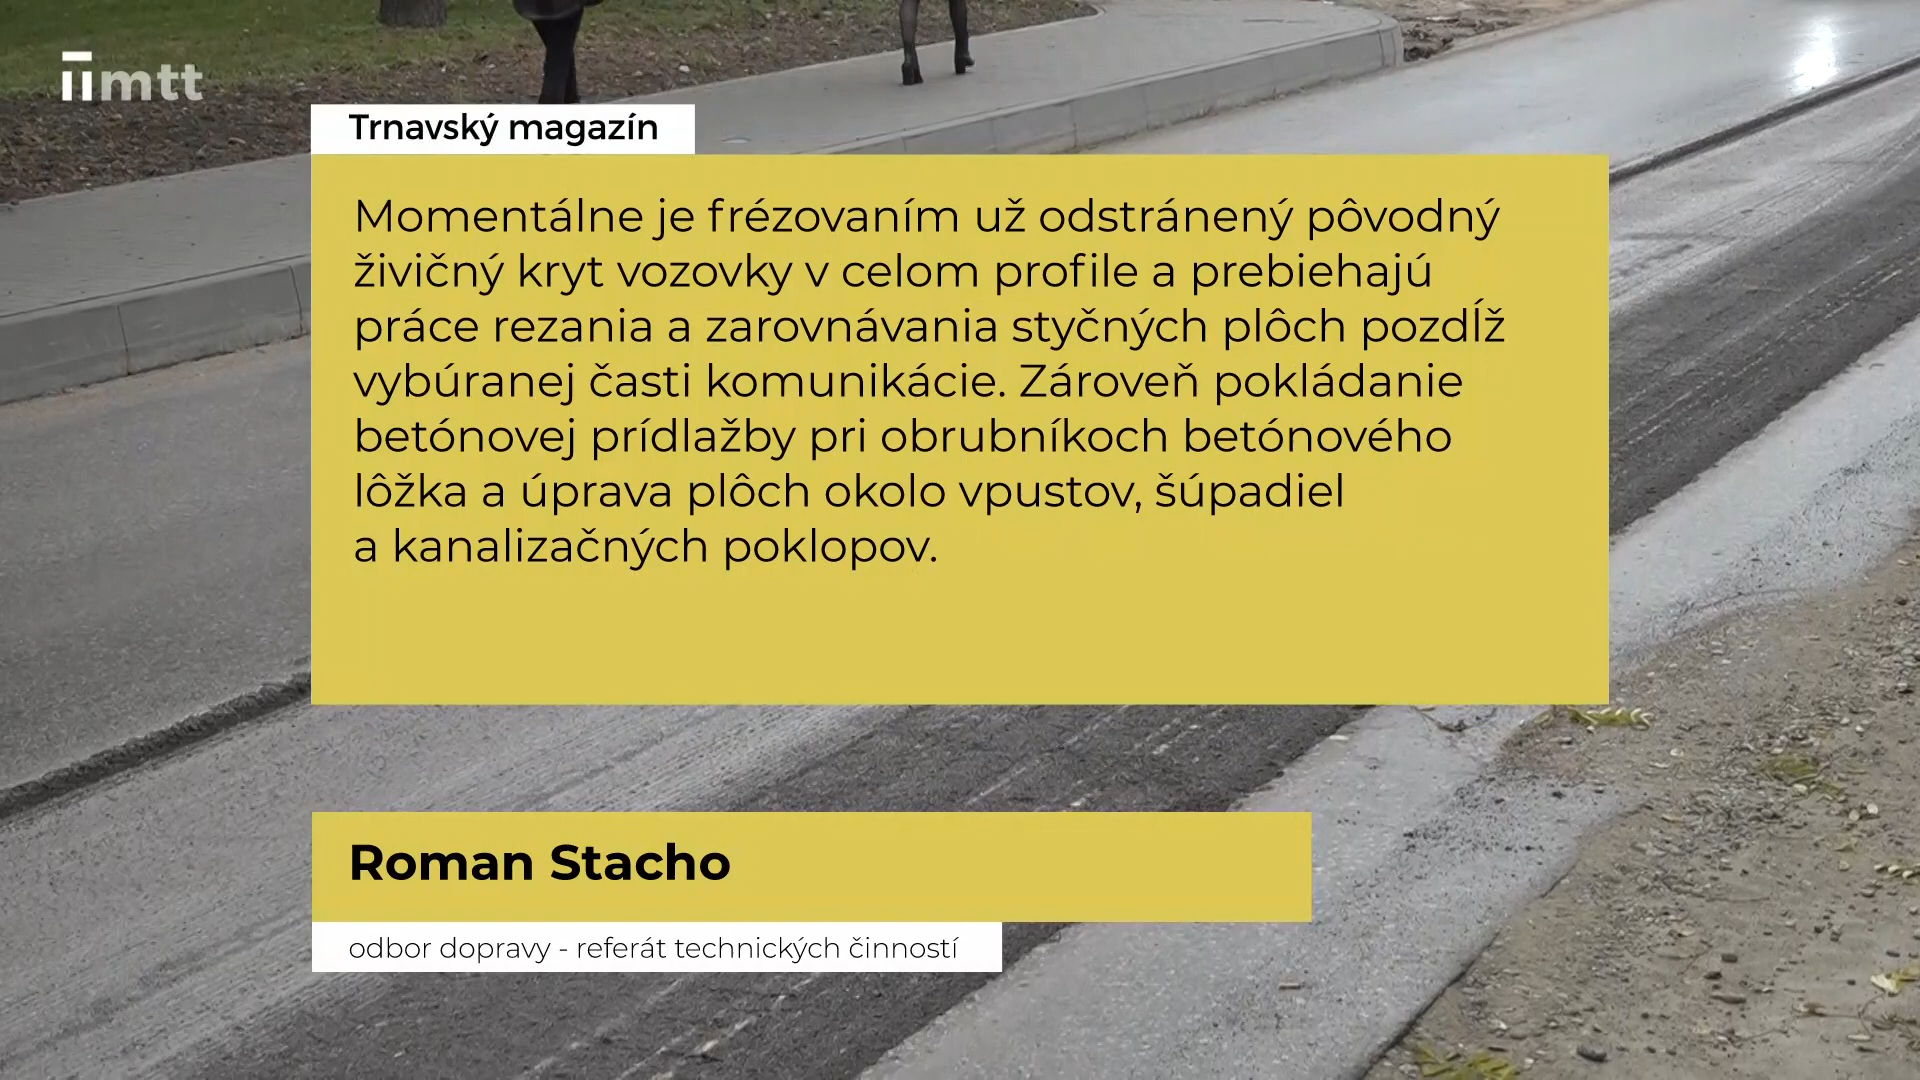 mtt
Trnavský magazín
Momentálne je frézovaním už odstránený pôvodný
živičný kryt vozovky v celom profile a prebiehajú
práce rezania a zarovnávania styčných plôch pozdĺž
vybúranej časti komunikácie. Zároveň pokládanie
betónovej prídlažby pri obrubníkoch betónového
lôžka a úprava plôch okolo vpustov, šúpadiel
a kanalizačných poklopov.
Roman Stacho
odbor dopravy - referát technických činností